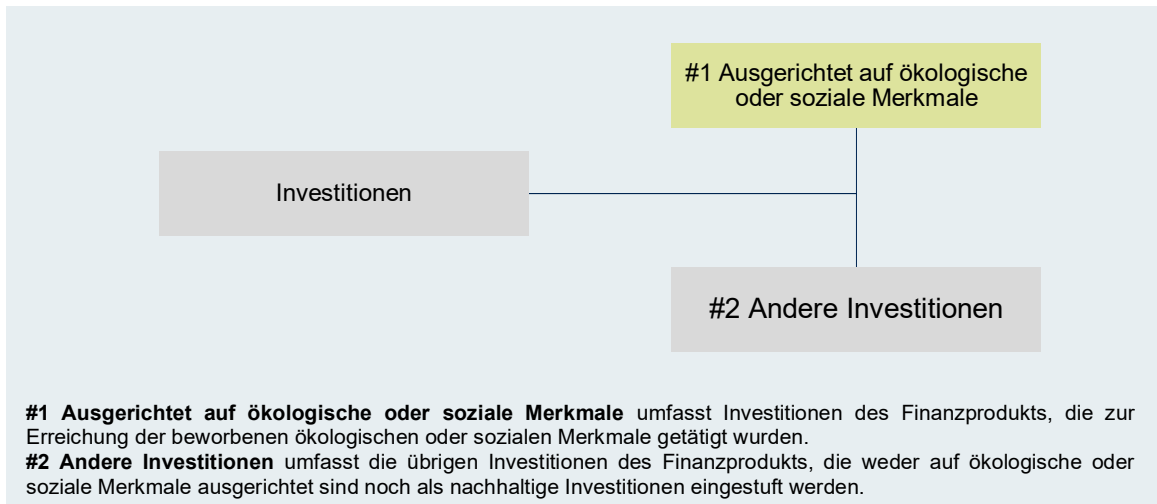 #1 Ausgerichtet auf ökologische
oder soziale Merkmale
Investitionen
#2 Andere Investitionen
#1 Ausgerichtet auf ökologische oder soziale Merkmale umfasst Investitionen des Finanzprodukts, die zur
Erreichung der beworbenen ökologischen oder sozialen Merkmale getätigt wurden.
#2 Andere Investitionen umfasst die übrigen Investitionen des Finanzprodukts, die weder auf ökologische oder
soziale Merkmale ausgerichtet sind noch als nachhaltige Investitionen eingestuft werden.